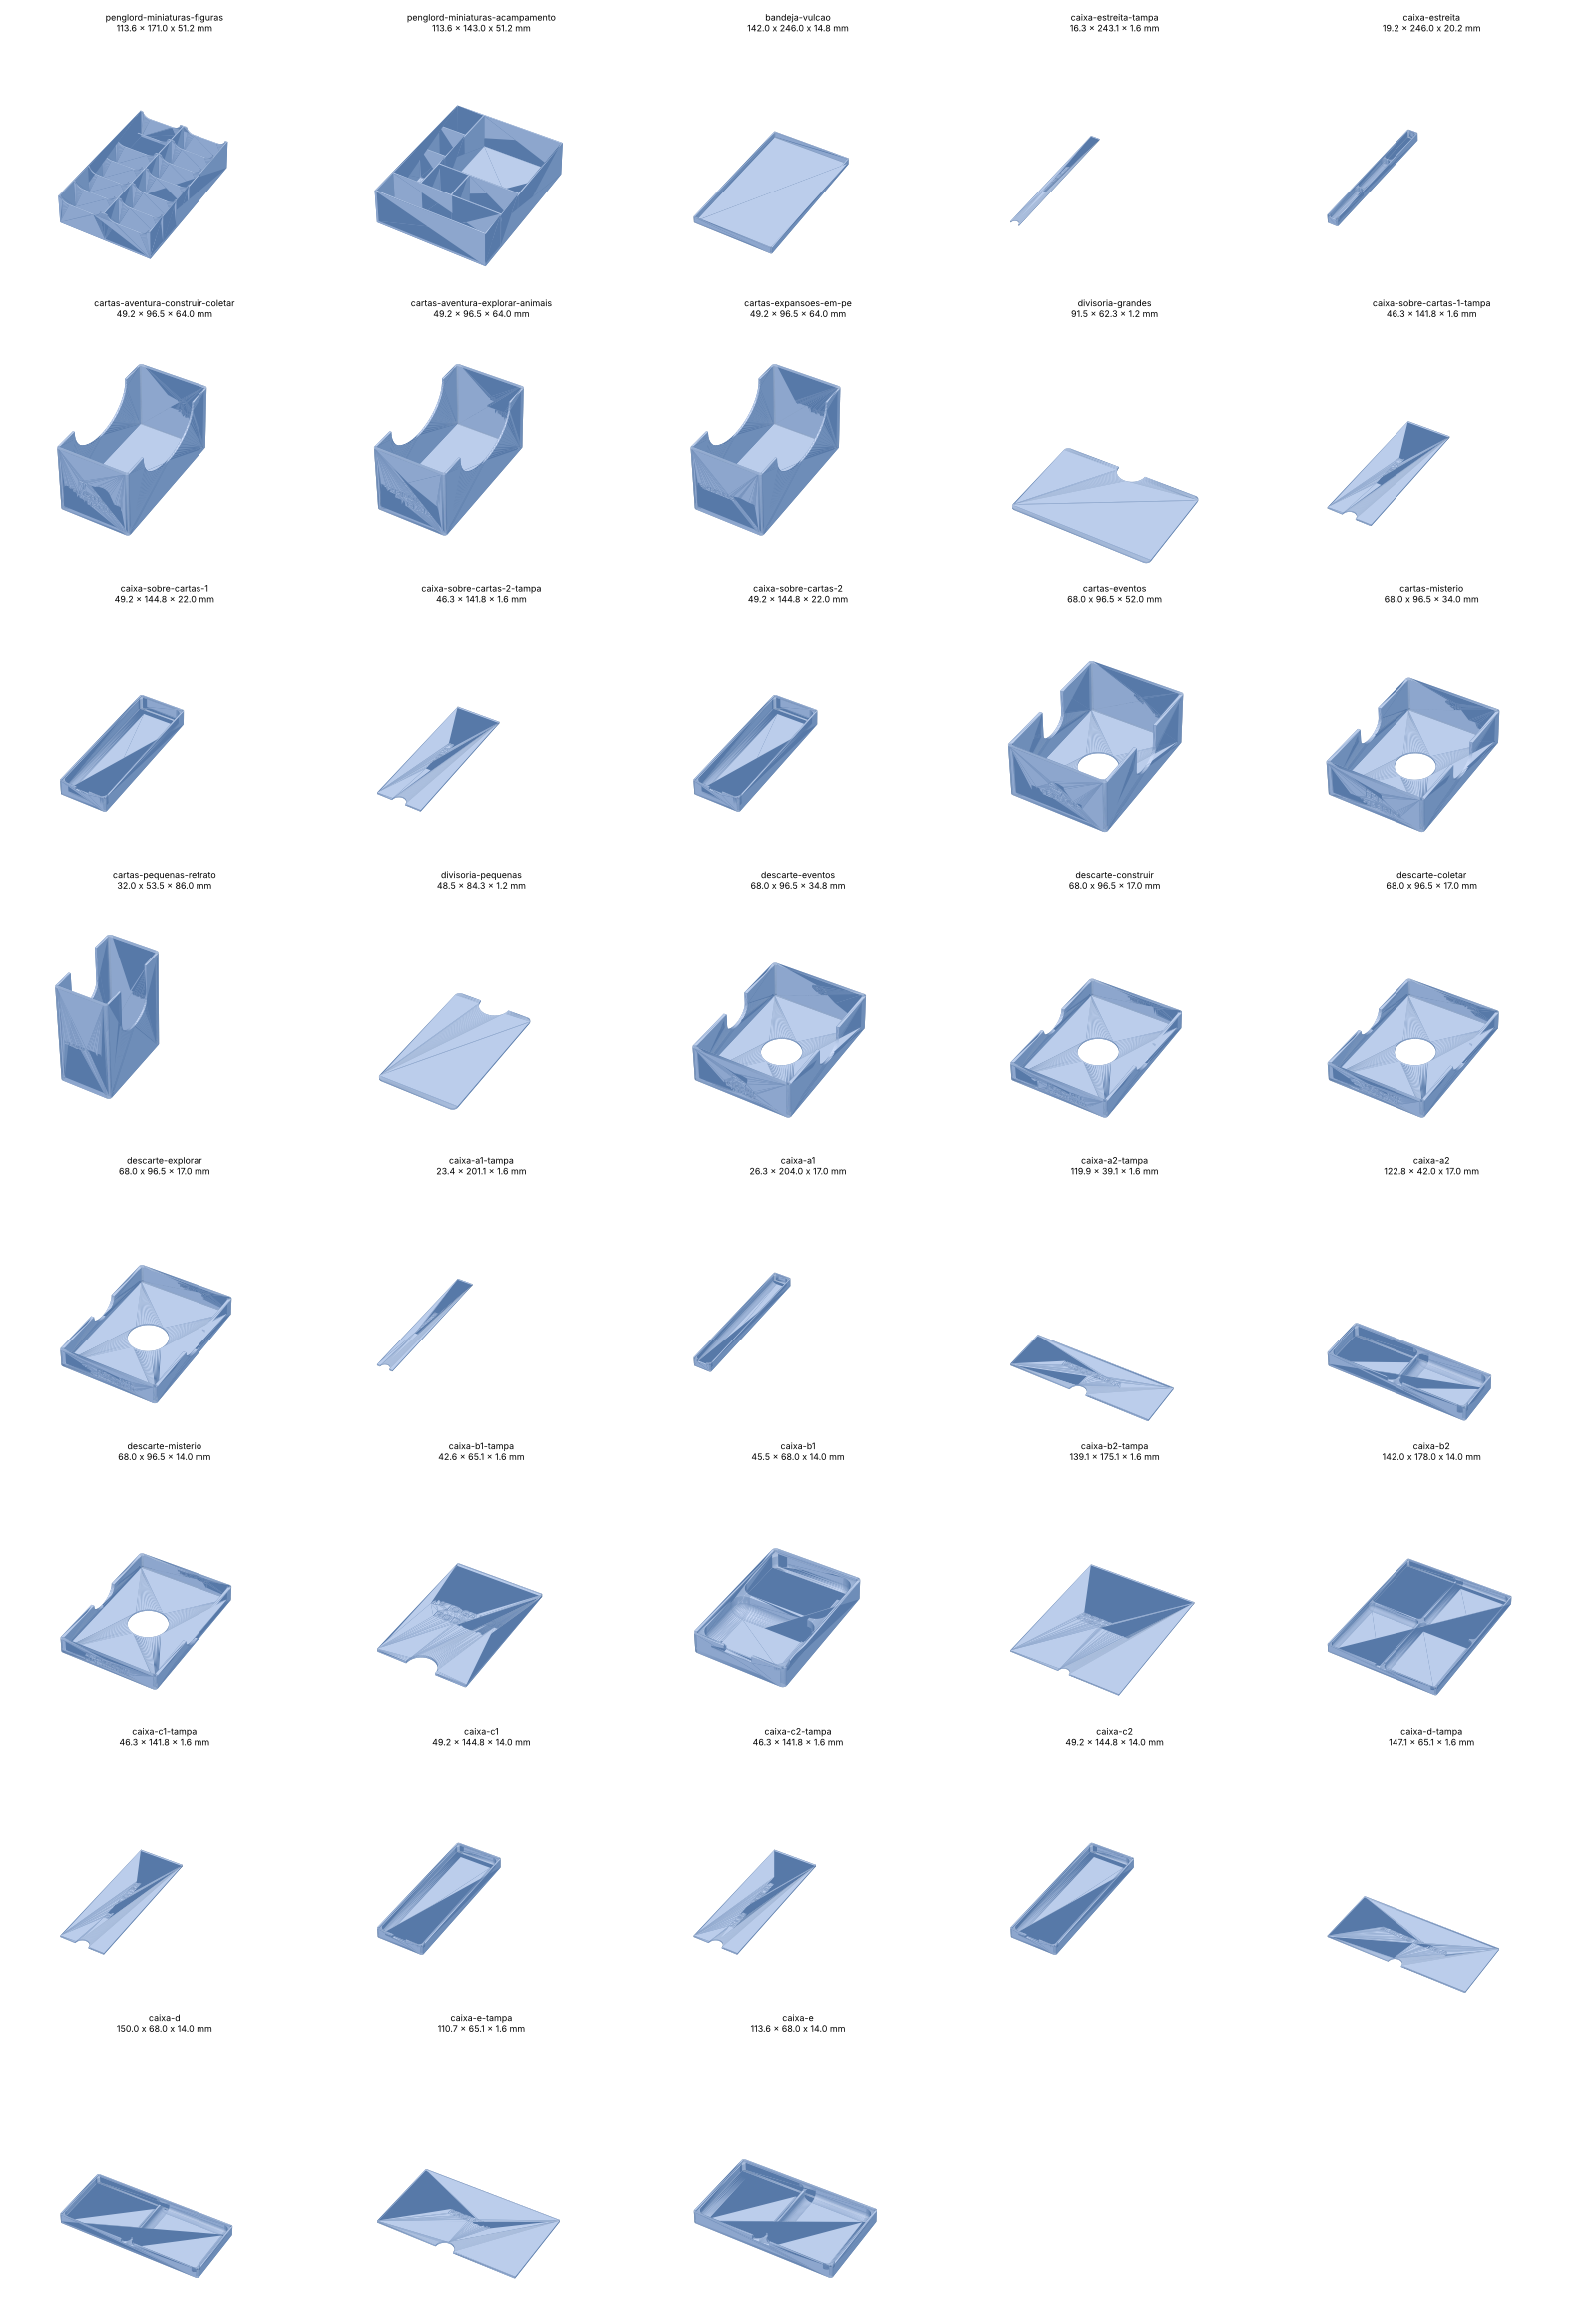 penglord-miniaturas-figuras
113.6 × 171.0 x 51.2 mm
penglord-miniaturas-acampamento
113.6 × 143.0 x 51.2 mm
bandeja-vulcao
142.0 x 246.0 x 14.8 mm
caixa-estreita-tampa
16.3 × 243.1 × 1.6 mm
caixa-estreita
19.2 × 246.0 x 20.2 mm
cartas-aventura-construir-coletar
49.2 × 96.5 × 64.0 mm
cartas-aventura-explorar-animais
49.2 × 96.5 × 64.0 mm
cartas-expansoes-em-pe
49.2 × 96.5 × 64.0 mm
divisoria-grandes
91.5 × 62.3 × 1.2 mm
caixa-sobre-cartas-1-tampa
46.3 × 141.8 × 1.6 mm
caixa-sobre-cartas-1
49.2 × 144.8 × 22.0 mm
caixa-sobre-cartas-2-tampa
46.3 × 141.8 × 1.6 mm
caixa-sobre-cartas-2
49.2 × 144.8 × 22.0 mm
cartas-eventos
68.0 x 96.5 × 52.0 mm
cartas-misterio
68.0 x 96.5 × 34.0 mm
cartas-pequenas-retrato
32.0 x 53.5 x 86.0 mm
divisoria-pequenas
48.5 × 84.3 × 1.2 mm
descarte-eventos
68.0 x 96.5 × 34.8 mm
descarte-construir
68.0 x 96.5 × 17.0 mm
descarte-coletar
68.0 x 96.5 × 17.0 mm
descarte-explorar
68.0 x 96.5 × 17.0 mm
caixa-a1-tampa
23.4 × 201.1 × 1.6 mm
caixa-a1
26.3 × 204.0 x 17.0 mm
caixa-a2-tampa
119.9 × 39.1 × 1.6 mm
caixa-a2
122.8 × 42.0 x 17.0 mm
descarte-misterio
68.0 x 96.5 × 14.0 mm
caixa-b1-tampa
42.6 × 65.1 × 1.6 mm
caixa-b1
45.5 × 68.0 x 14.0 mm
caixa-b2-tampa
139.1 × 175.1 × 1.6 mm
caixa-b2
142.0 x 178.0 x 14.0 mm
caixa-c1-tampa
46.3 × 141.8 × 1.6 mm
caixa-c1
49.2 × 144.8 × 14.0 mm
caixa-c2-tampa
46.3 × 141.8 × 1.6 mm
caixa-c2
49.2 × 144.8 × 14.0 mm
caixa-d-tampa
147.1 × 65.1 × 1.6 mm
caixa-d
150.0 x 68.0 x 14.0 mm
caixa-e-tampa
110.7 × 65.1 × 1.6 mm
caixa-e
113.6 × 68.0 x 14.0 mm